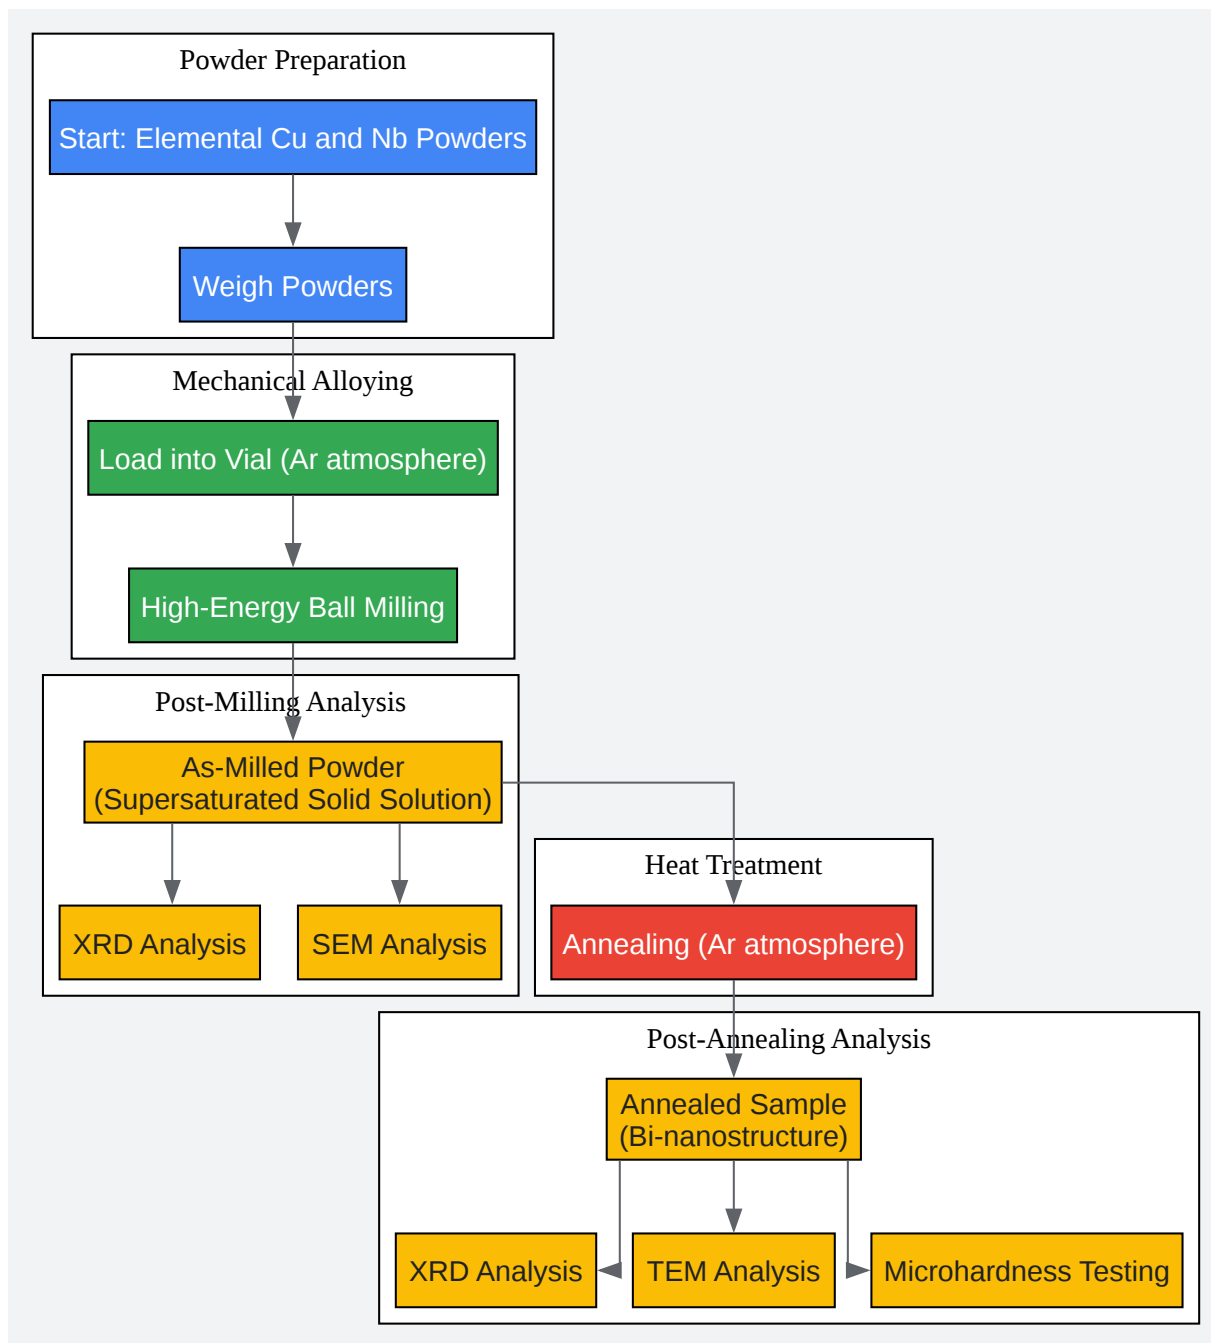 Powder Preparation
Start: Elemental Cu and Nb Powders
Weigh Powders
Mechanical Alloying
Load into Vial (Ar atmosphere)
High-Energy Ball Milling
Post-Milling Analysis
As-Milled Powder
(Supersaturated Solid Solution)
XRD Analysis
SEM Analysis
Heat Treatment
Annealing (Ar atmosphere)
Post-Annealing Analysis
Annealed Sample
(Bi-nanostructure)
XRD Analysis
TEM Analysis
Microhardness Testing